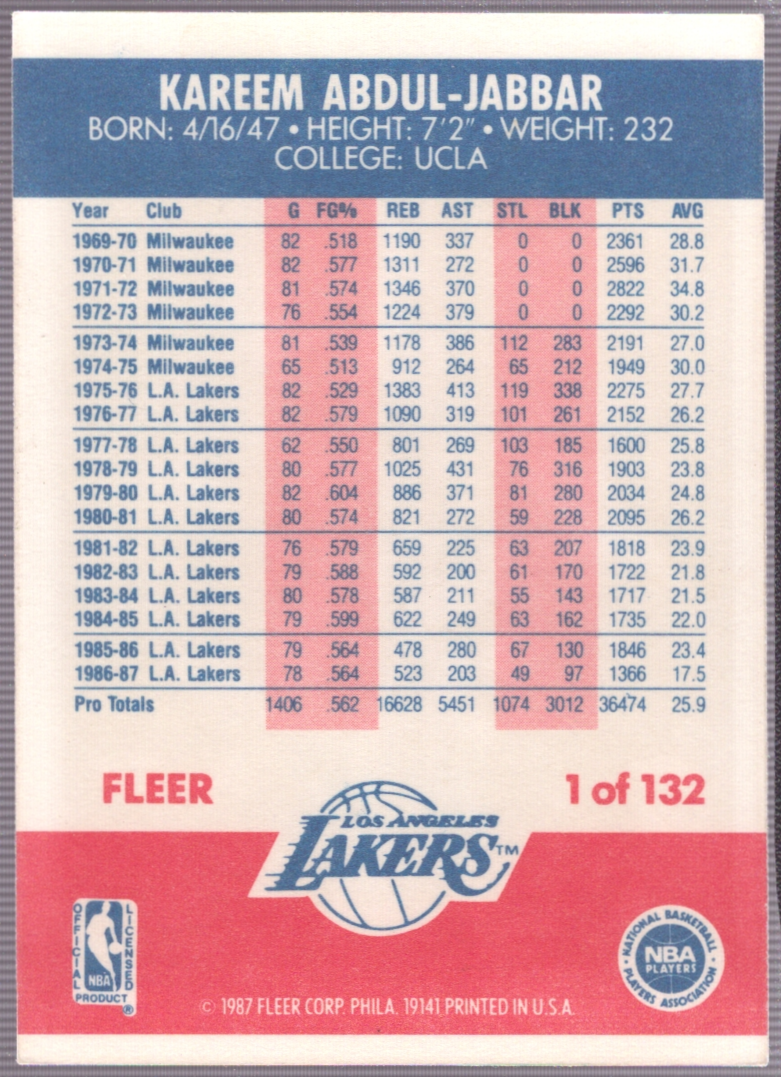 KAREEM ABDUL-JABBAR
BORN: 4/16/47 • HEIGHT: 7'2" • WEIGHT: 232
COLLEGE: UCLA
Year Club G FG% REB AST STL BLK PTS AVG
1969-70 Milwaukee 82 .518 1190 337 0 0 2361 28.8
1970-71 Milwaukee 82 .577 1311 272 0 0 2596 31.7
1971-72 Milwaukee 81 .574 1346 370 0 0 2822 34.8
1972-73 Milwaukee 76 .554 1224 379 0 0 2292 30.2
1973-74 Milwaukee 81 .539 1178 386 112 283 2191 27.0
1974-75 Milwaukee 65 .513 912 264 65 212 1949 30.0
1975-76 L.A. Lakers 82 .529 1383 413 119 338 2275 27.7
1976-77 L.A. Lakers 82 .579 1090 319 101 261 2152 26.2
1977-78 L.A. Lakers 62 .550 801 269 103 185 1600 25.8
1978-79 L.A. Lakers 80 .577 1025 431 76 316 1903 23.8
1979-80 L.A. Lakers 82 .604 886 371 81 280 2034 24.8
1980-81 L.A. Lakers 80 .574 821 272 59 228 2095 26.2
1981-82 L.A. Lakers 76 .579 659 225 63 207 1818 23.9
1982-83 L.A. Lakers 79 .588 592 200 61 170 1722 21.8
1983-84 L.A. Lakers 80 .578 587 211 55 143 1717 21.5
1984-85 L.A. Lakers 79 .599 622 249 63 162 1735 22.0
1985-86 L.A. Lakers 79 .564 478 280 67 130 1846 23.4
1986-87 L.A. Lakers 78 .564 523 203 49 97 1366 17.5
Pro Totals 1406 .562 16628 5451 1074 3012 36474 25.9
FLEER 1 of 132
LOS ANGELES
LAKERS™
OFFICIAL LICENSED
NBA
PRODUCT ®
NATIONAL BASKETBALL
NBA
PLAYERS
PLAYERS ASSOCIATION
© 1987 FLEER CORP. PHILA. 19141 PRINTED IN U.S.A.